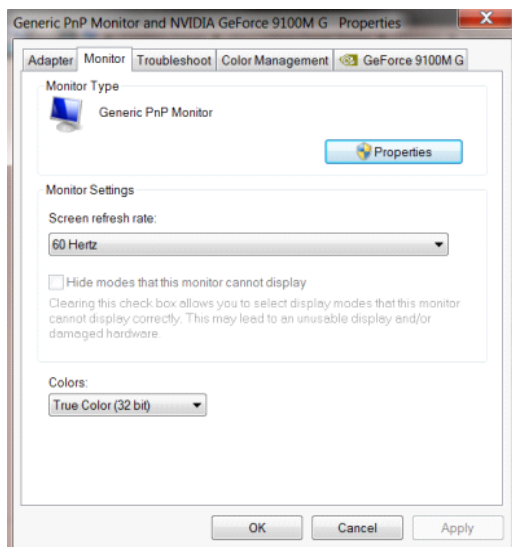 Generic PnP Monitor and NVIDIA GeForce 9100M G Properties
Adapter Monitor Troubleshoot Color Management GeForce 9100M G
Monitor Type
Generic PnP Monitor
Properties
Monitor Settings
Screen refresh rate:
60 Hertz
Hide modes that this monitor cannot display
Clearing this check box allows you to select display modes that this monitor
cannot display correctly. This may lead to an unusable display and/or
damaged hardware.
Colors:
True Color (32 bit)
OK Cancel Apply